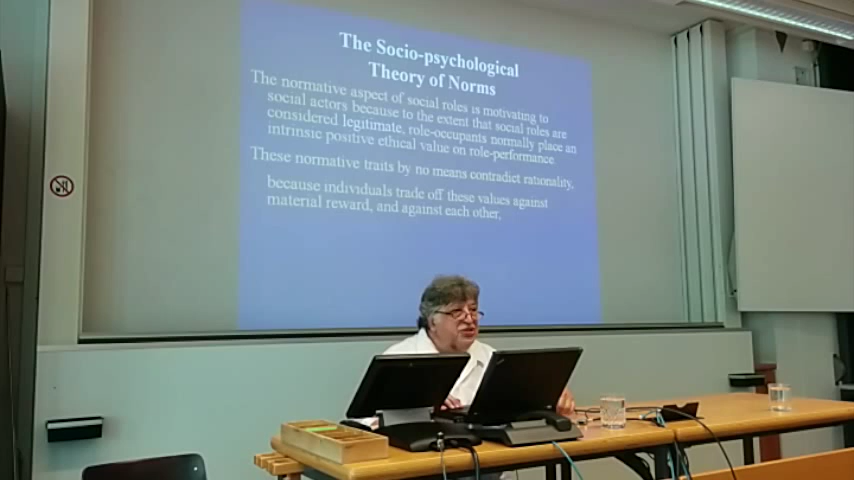 The Socio-psychological
Theory of Norms
The normative aspect of social roles is motivating to
social actors because to the extent that social roles are
considered legitimate, role-occupants normally place an
intrinsic positive ethical value on role-performance
These normative traits by no means contradict rationality,
because individuals trade off these values against
material reward, and against each other,